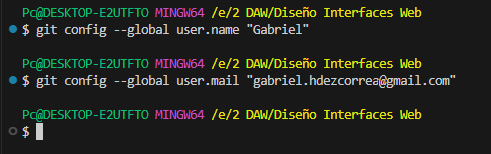 Pc@DESKTOP-E2UTFTO MINGW64 /e/2 DAW/Diseño Interfaces Web
$ git config --global user.name "Gabriel"
Pc@DESKTOP-E2UTFTO MINGW64 /e/2 DAW/Diseño Interfaces Web
$ git config --global user.mail "gabriel.hdezcorrea@gmail.com"
Pc@DESKTOP-E2UTFTO MINGW64 /e/2 DAW/Diseño Interfaces Web
$